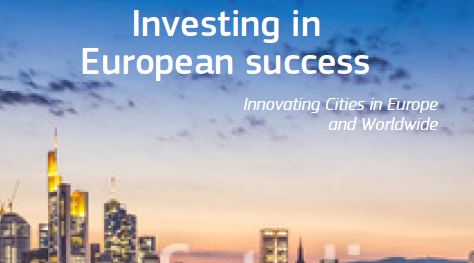 Investing in
European success
Innovating Cities in Europe
and Worldwide